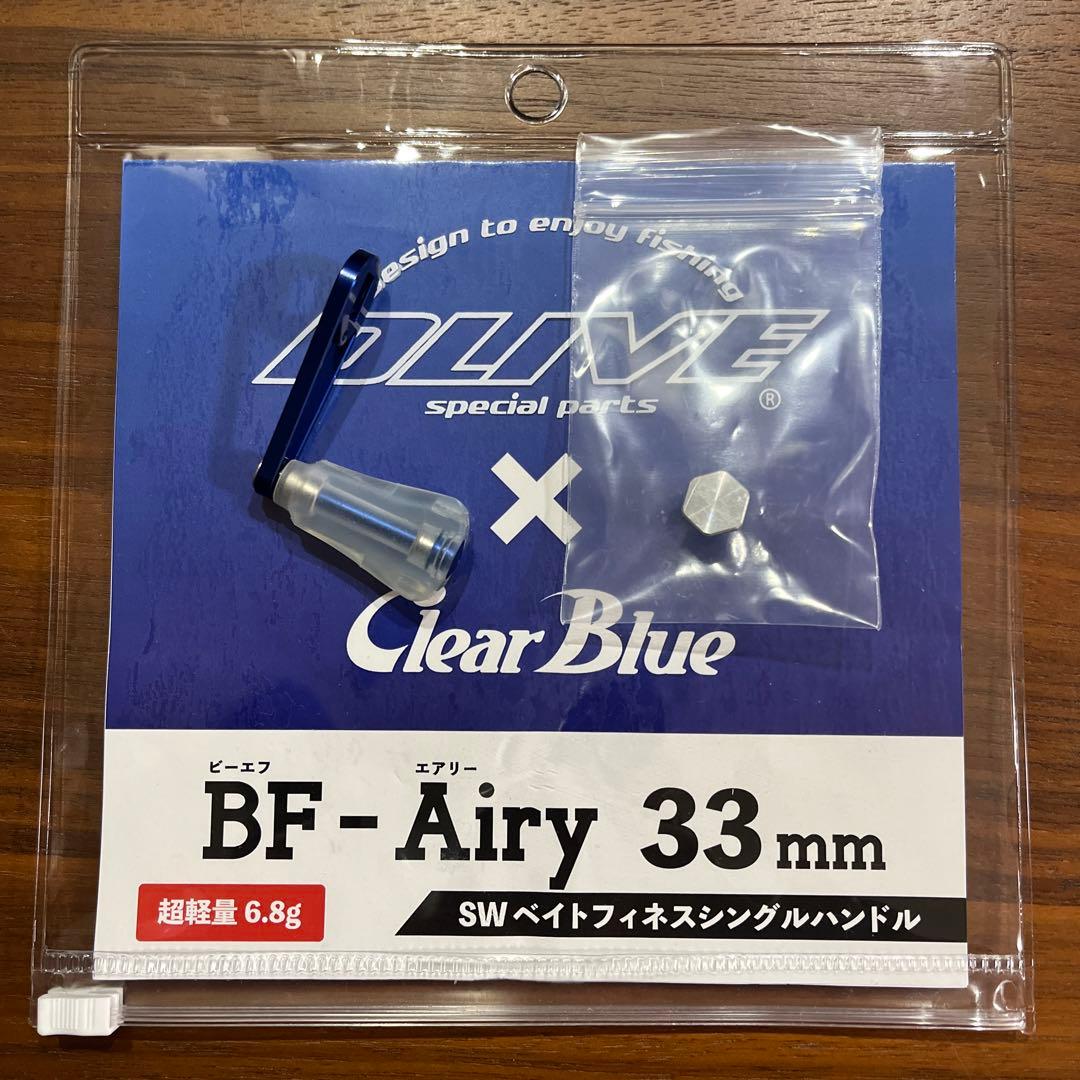 Design to enjoy fishing
DLIVE
special parts ®
×
Clear Blue
ビーエフ エアリー
BF-Airy 33mm
超軽量 6.8g
SWベイトフィネスシングルハンドル